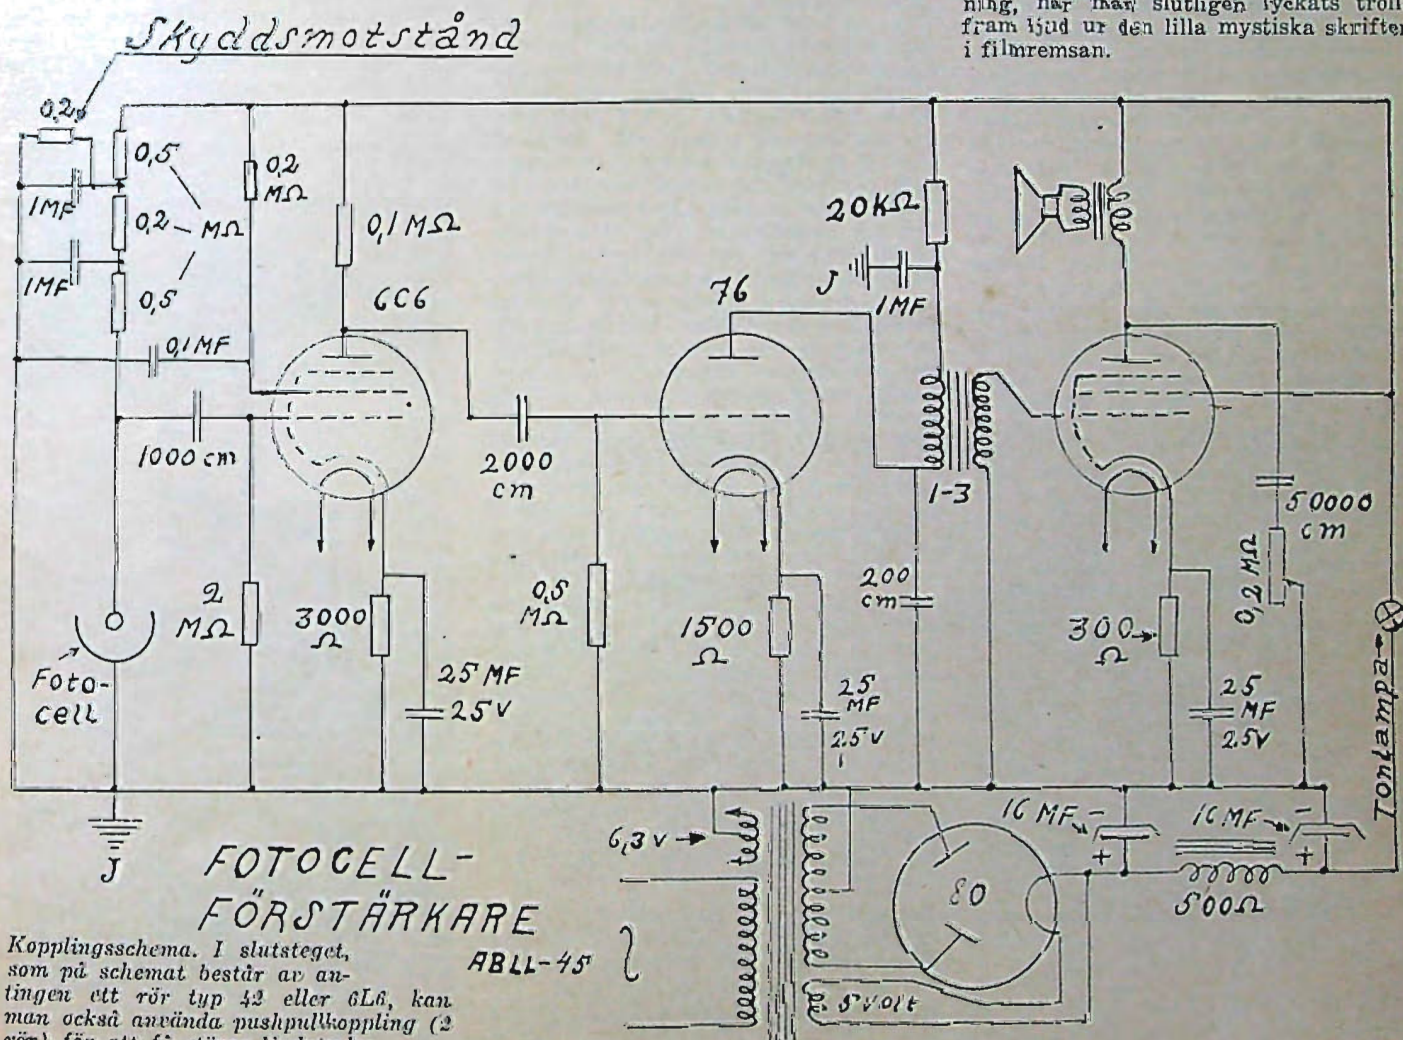 ning, har man slutligen lyckats troll
fram ljud ur den lilla mystiska skriften
i filmremsan.
Skyddsmotstånd
0.2
0,5
0,2
MΩ
1MF
0.2
MΩ
0,1 MΩ
20KΩ
1MF
0,5
6C6
76
J
1MF
0,1MF
1000 cm
2000
cm
1-3
50000
cm
2
MΩ
3000
Ω
0,5
MΩ
1500
Ω
200
cm
300
Ω
0,2 MΩ
Foto-
cell
25 MF
25V
25
MF
25V
25
MF
25V
Tonlampa
J
6,3 V
16 MF
-
+
16 MF
-
+
80
500Ω
5 volt
FOTOCELL-
FÖRSTÄRKARE
ABLL-45
Kopplingsschema. I slutsteget,
som på schemat består av an-
tingen ett rör typ 42 eller 6L6, kan
man också använda pushpullkoppling (2